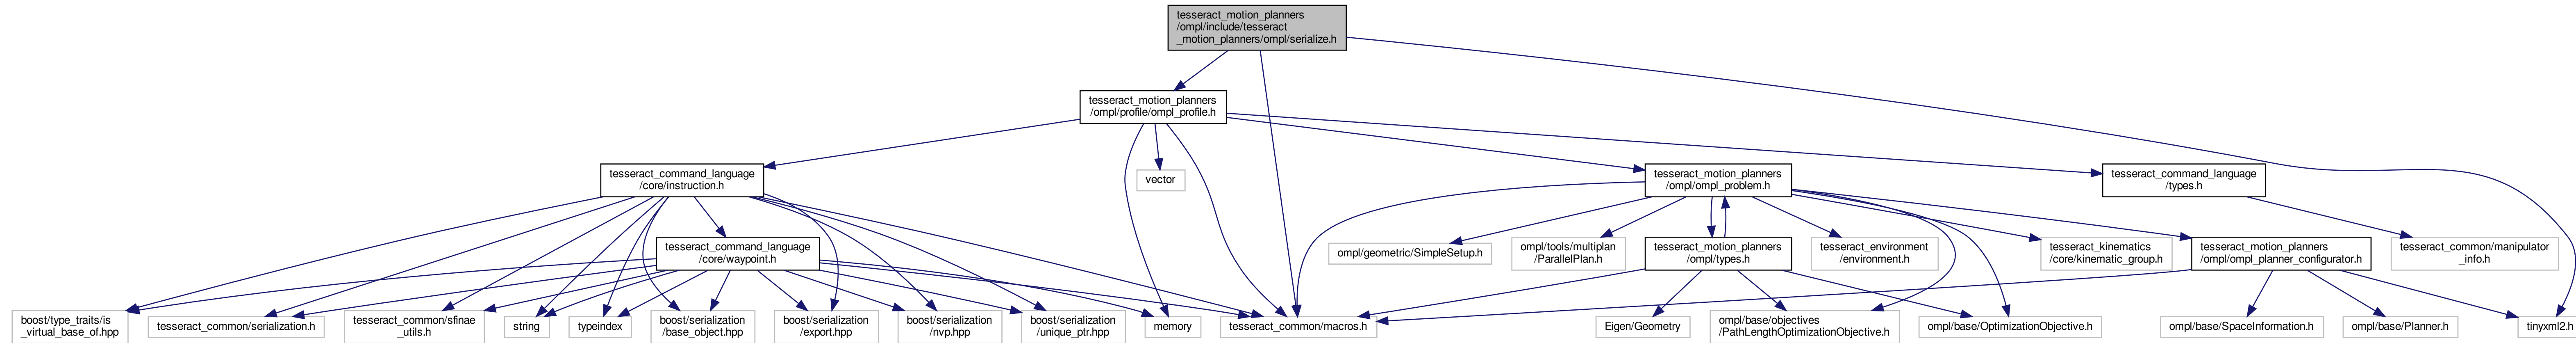 tesseract_motion_planners
/ompl/include/tesseract
_motion_planners/ompl/serialize.h
tesseract_motion_planners
/ompl/profile/ompl_profile.h
tesseract_command_language
/core/instruction.h
vector
tesseract_motion_planners
/ompl/ompl_problem.h
tesseract_command_language
/types.h
tesseract_command_language
/core/waypoint.h
ompl/geometric/SimpleSetup.h
ompl/tools/multiplan
/ParallelPlan.h
tesseract_motion_planners
/ompl/types.h
tesseract_environment
/environment.h
tesseract_kinematics
/core/kinematic_group.h
tesseract_motion_planners
/ompl/ompl_planner_configurator.h
tesseract_common/manipulator
_info.h
boost/type_traits/is
_virtual_base_of.hpp
tesseract_common/serialization.h
tesseract_common/sfinae
_utils.h
string
typeindex
boost/serialization
/base_object.hpp
boost/serialization
/export.hpp
boost/serialization
/nvp.hpp
boost/serialization
/unique_ptr.hpp
memory
tesseract_common/macros.h
Eigen/Geometry
ompl/base/objectives
/PathLengthOptimizationObjective.h
ompl/base/OptimizationObjective.h
ompl/base/SpaceInformation.h
ompl/base/Planner.h
tinyxml2.h